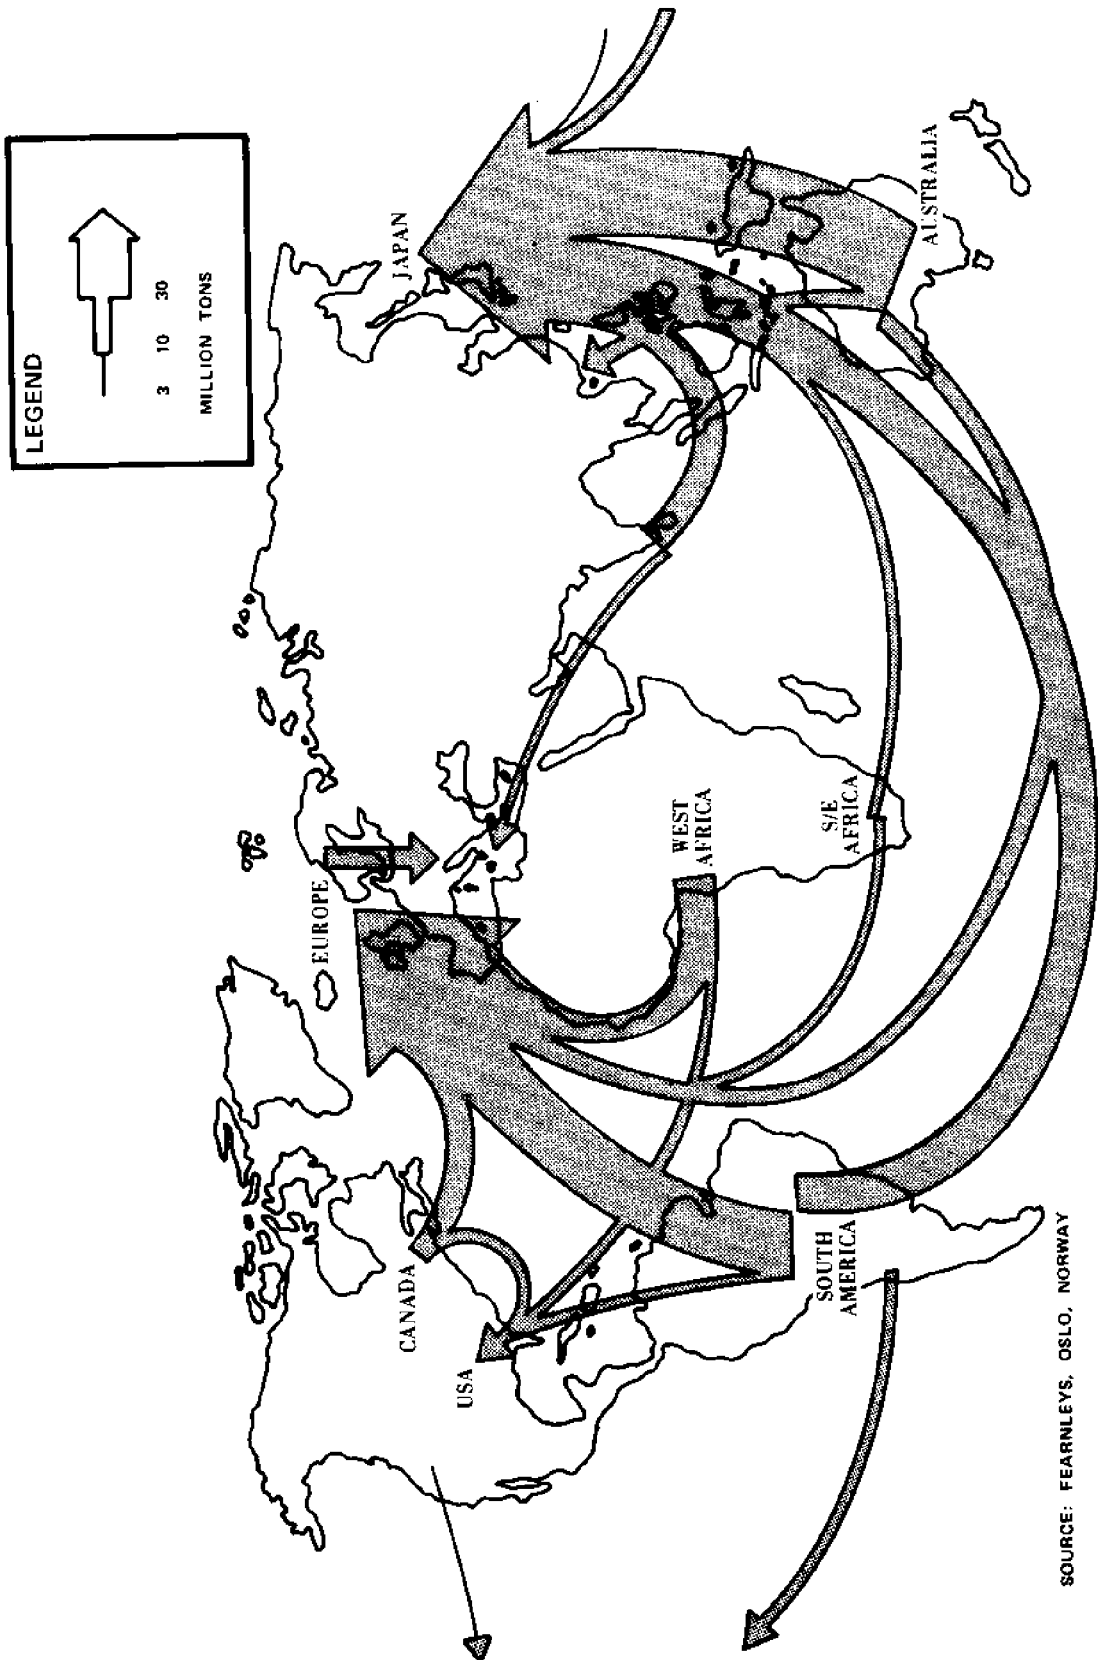 LEGEND
3 10 30
MILLION TONS
CANADA
USA
EUROPE
JAPAN
SOUTH
AMERICA
WEST
AFRICA
S/E
AFRICA
AUSTRALIA
SOURCE: FEARNLEYS, OSLO, NORWAY